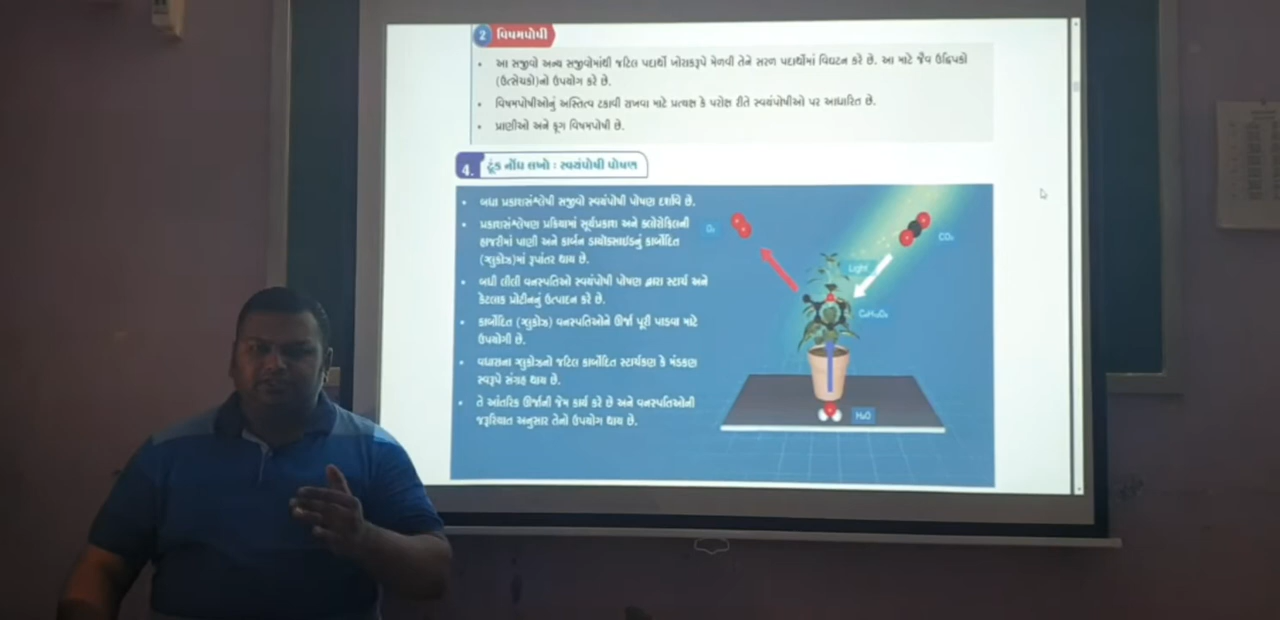 2 વિષમપોષી
• આ સજીવો અન્ય સજીવોમાંથી જટિલ પદાર્થો ખોરાકરૂપે મેળવી તેને સરળ પદાર્થોમાં વિઘટન કરે છે. આ માટે જૈવ ઉદ્દિપકો
(ઉત્સેચકો)નો ઉપયોગ કરે છે.
• વિષમપોષીઓનું અસ્તિત્વ ટકાવી રાખવા માટે પ્રત્યક્ષ કે પરોક્ષ રીતે સ્વયંપોષીઓ પર આધારિત છે.
• પ્રાણીઓ અને ફૂગ વિષમપોષી છે.
4. ટૂંક નોંધ લખો : સ્વયંપોષી પોષણ
• બધા પ્રકાશસંશ્લેષી સજીવો સ્વયંપોષી પોષણ દર્શાવે છે.
• પ્રકાશસંશ્લેષણ પ્રક્રિયામાં સૂર્યપ્રકાશ અને ક્લોરોફિલની
હાજરીમાં પાણી અને કાર્બન ડાયૉક્સાઇડનું કાર્બોદિત
(ગ્લુકોઝ)માં રૂપાંતર થાય છે.
• બધી લીલી વનસ્પતિઓ સ્વયંપોષી પોષણ દ્વારા સ્ટાર્ચ અને
કેટલાક પ્રોટીનનું ઉત્પાદન કરે છે.
• કાર્બોદિત (ગ્લુકોઝ) વનસ્પતિઓને ઊર્જા પૂરી પાડવા માટે
ઉપયોગી છે.
• વધારાના ગ્લુકોઝનો જટિલ કાર્બોદિત સ્ટાર્ચકણ કે મંડકણ
સ્વરૂપે સંગ્રહ થાય છે.
• તે આંતરિક ઊર્જાની જેમ કાર્ય કરે છે અને વનસ્પતિઓની
જરૂરિયાત અનુસાર તેનો ઉપયોગ થાય છે.
O₂
CO₂
Light
C₆H₁₂O₆
H₂O